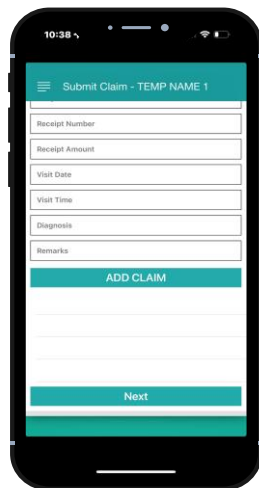 10:38
Submit Claim - TEMP NAME 1
Receipt Number
Receipt Amount
Visit Date
Visit Time
Diagnosis
Remarks
ADD CLAIM
Next